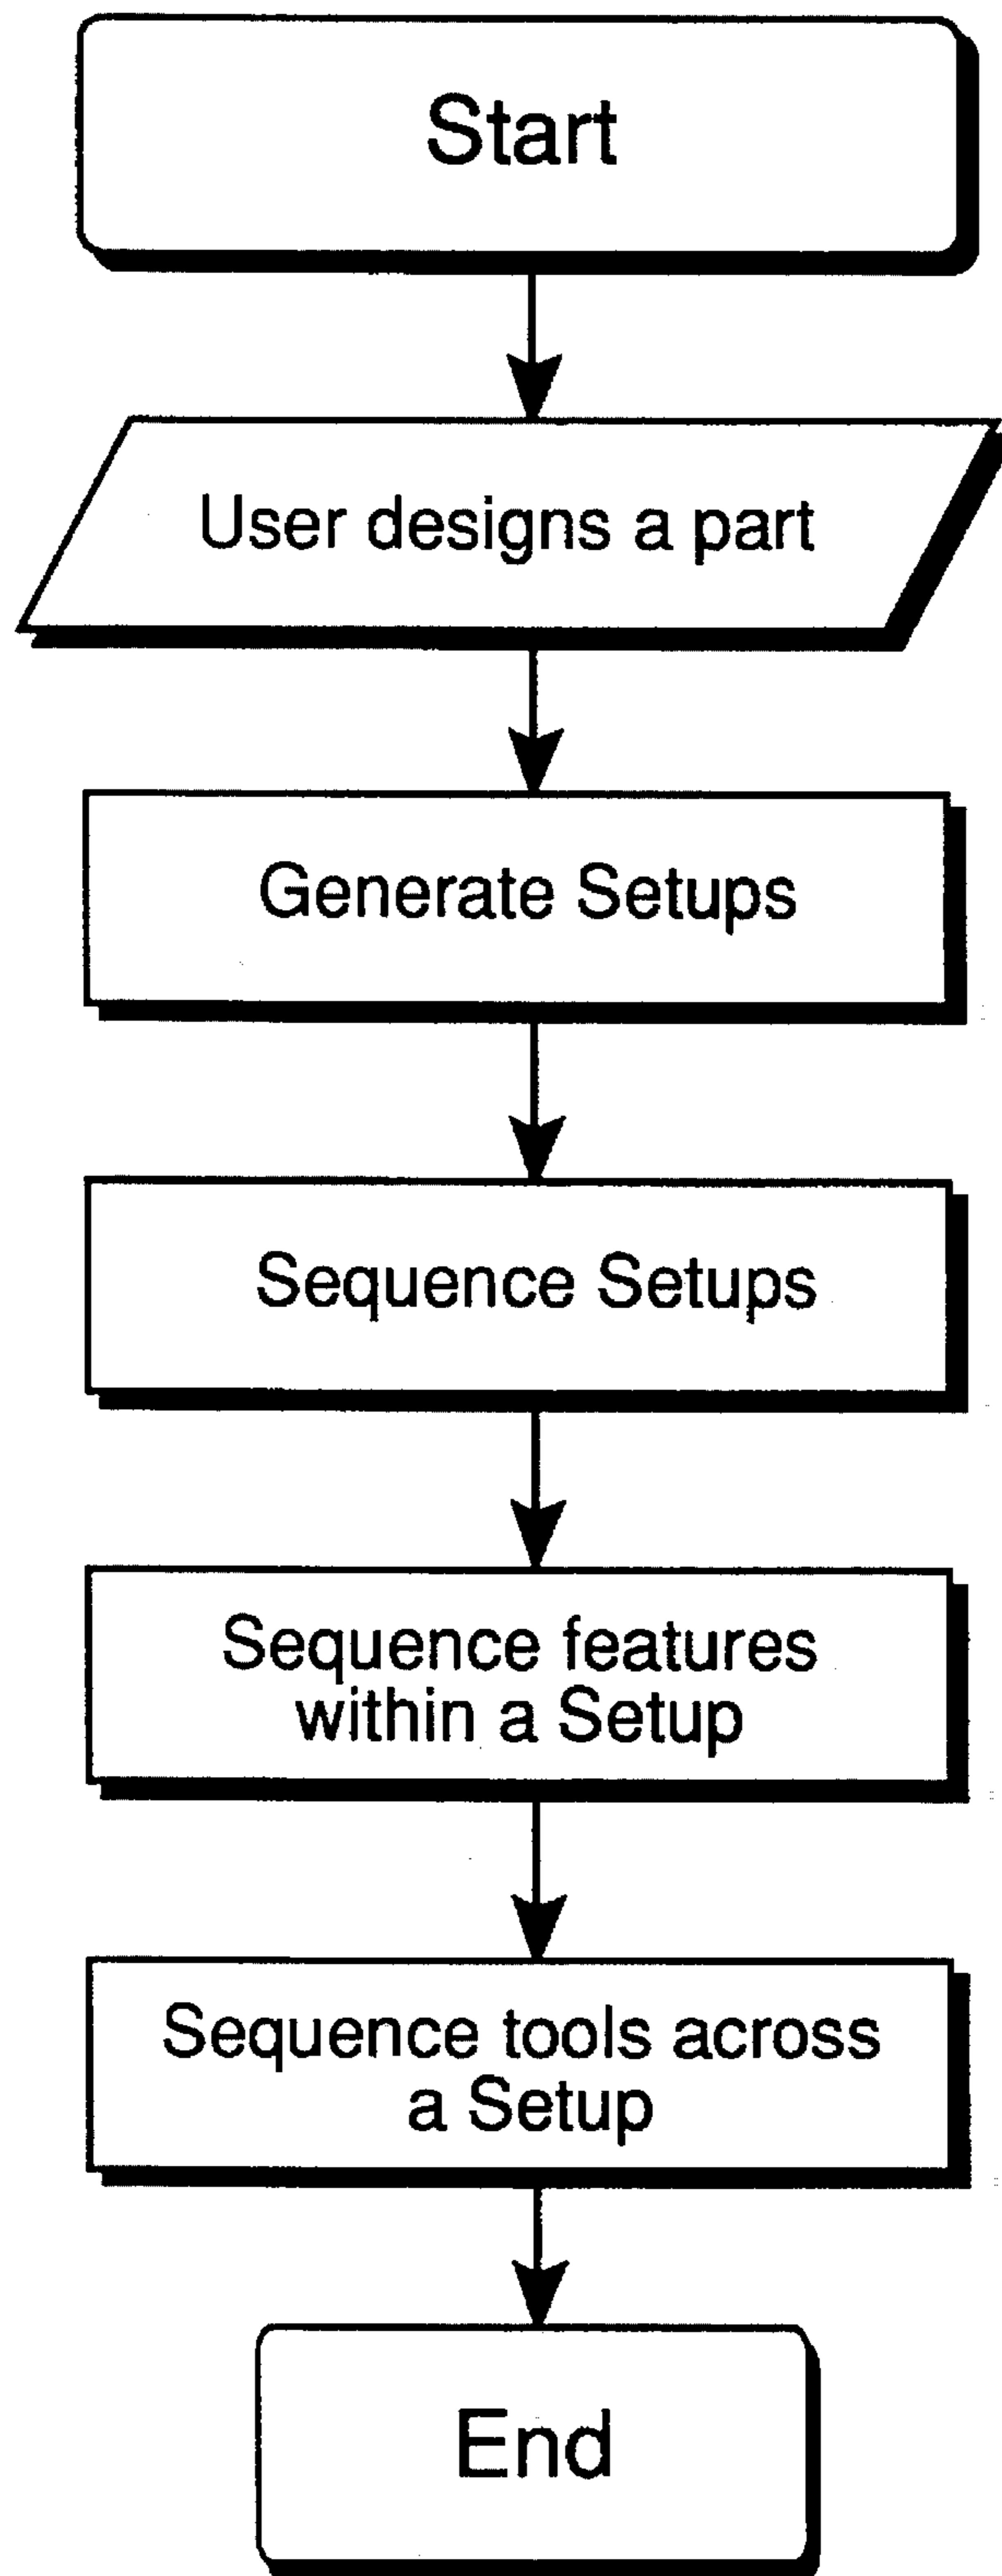 Start
User designs a part
Generate Setups
Sequence Setups
Sequence features
within a Setup
Sequence tools across
a Setup
End